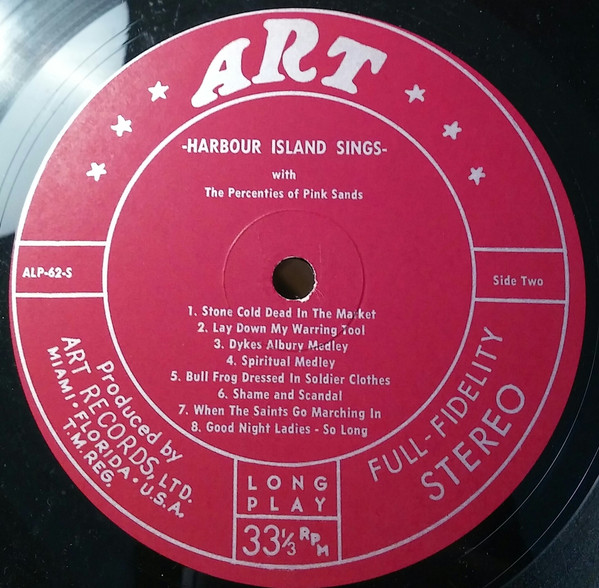 ART
-HARBOUR ISLAND SINGS-
with
The Percenties of Pink Sands
ALP-62-S
Side Two
1. Stone Cold Dead In The Market
2. Lay Down My Warring Tool
3. Dykes Albury Medley
4. Spiritual Medley
5. Bull Frog Dressed In Soldier Clothes
6. Shame and Scandal
7. When The Saints Go Marching In
8. Good Night Ladies - So Long
Produced by
ART RECORDS, LTD.
MIAMI • FLORIDA • U.S.A.
T.M. REG.
LONG
PLAY
33⅓ RPM
FULL-FIDELITY
STEREO